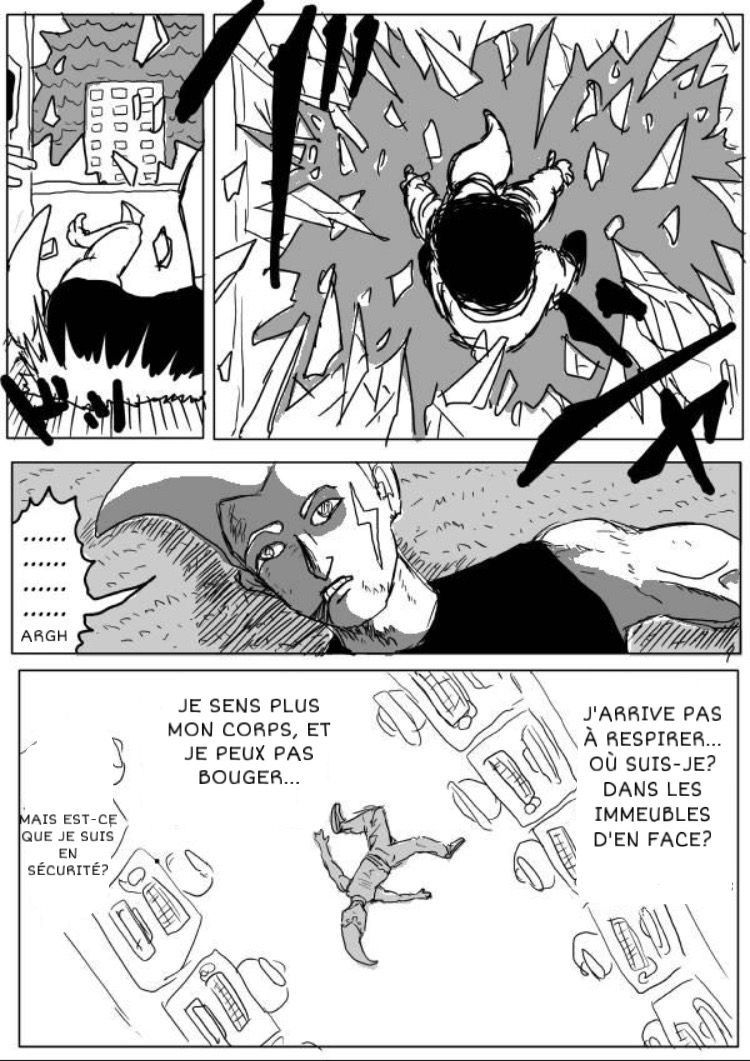 ......
......
......
......
ARGH
J'ARRIVE PAS
À RESPIRER...
OÙ SUIS-JE?
DANS LES
IMMEUBLES
D'EN FACE?
JE SENS PLUS
MON CORPS, ET
JE PEUX PAS
BOUGER...
MAIS EST-CE
QUE JE SUIS
EN
SÉCURITÉ?